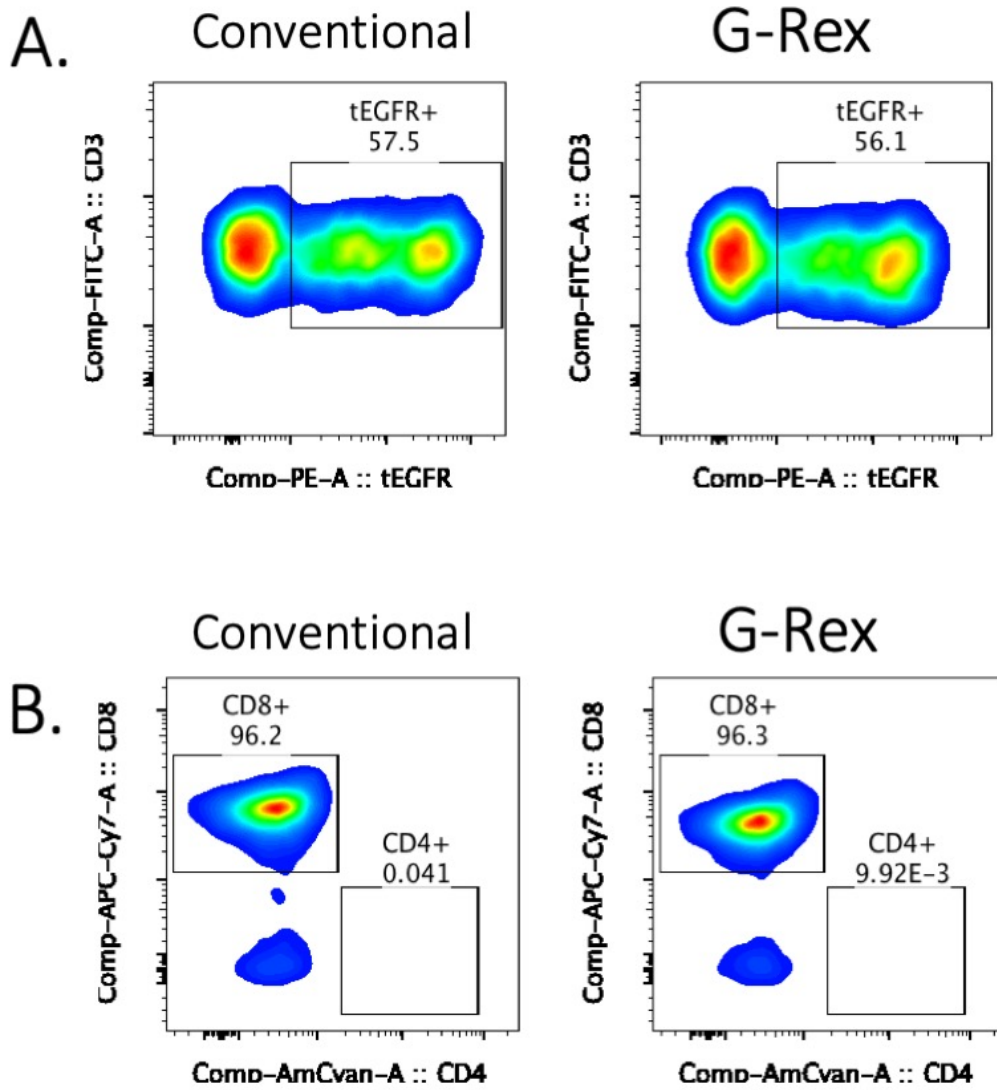 A.
Conventional
G-Rex
tEGFR+
57.5
Comp-FITC-A :: CD3
Comp-PE-A :: tEGFR
tEGFR+
56.1
Comp-FITC-A :: CD3
Comp-PE-A :: tEGFR
Conventional
G-Rex
B.
CD8+
96.2
CD4+
0.041
Comp-APC-Cy7-A :: CD8
Comp-AmCyan-A :: CD4
CD8+
96.3
CD4+
9.92E-3
Comp-APC-Cy7-A :: CD8
Comp-AmCyan-A :: CD4